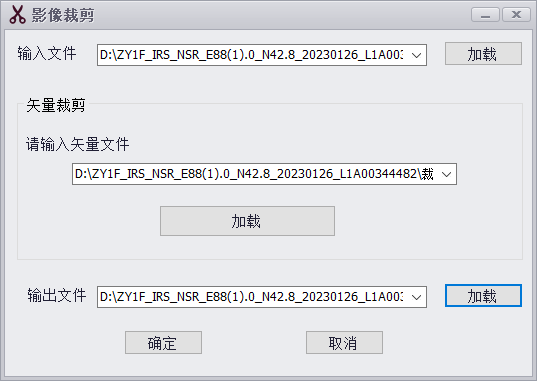 影像裁剪
输入文件 D:\ZY1F_IRS_NSR_E88(1).0_N42.8_20230126_L1A003 加载
矢量裁剪
请输入矢量文件
D:\ZY1F_IRS_NSR_E88(1).0_N42.8_20230126_L1A00344482\裁
加载
输出文件 D:\ZY1F_IRS_NSR_E88(1).0_N42.8_20230126_L1A003 加载
确定 取消